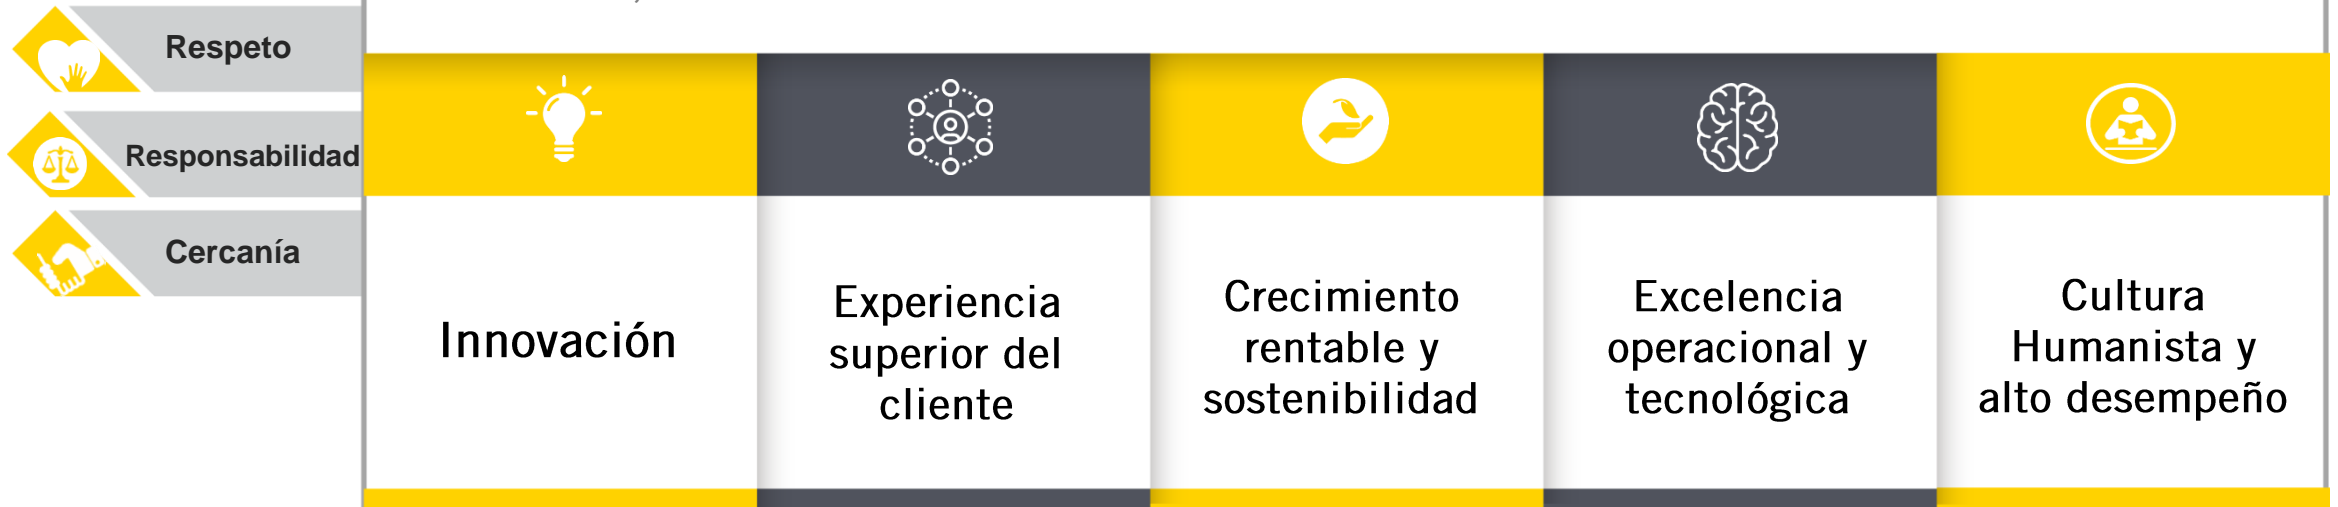 Respeto
Responsabilidad
Cercanía
Innovación
Experiencia
superior del
cliente
Crecimiento
rentable y
sostenibilidad
Excelencia
operacional y
tecnológica
Cultura
Humanista y
alto desempeño